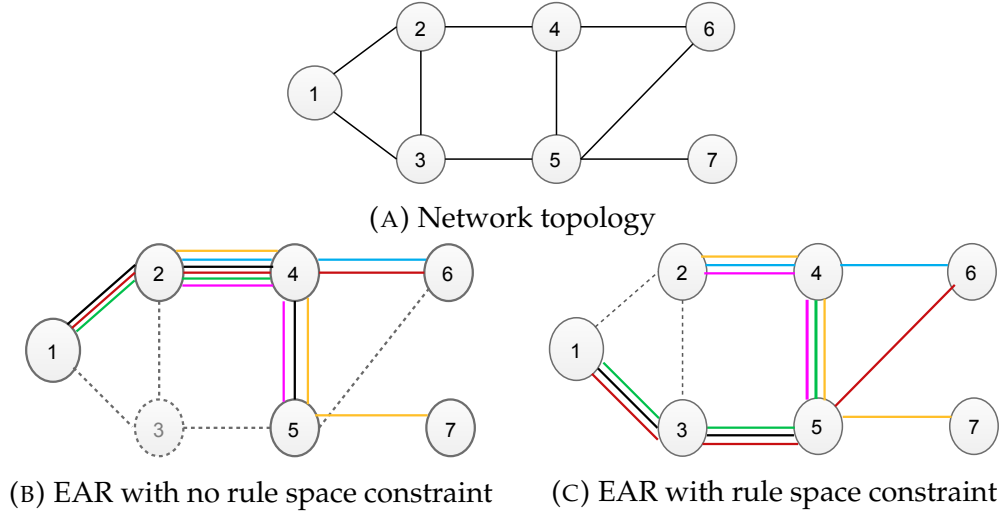 2 4 6
1
3 5 7
(A) Network topology
2 4 6 2 4 6
1 1
3 5 7 3 5 7
(B) EAR with no rule space constraint (C) EAR with rule space constraint